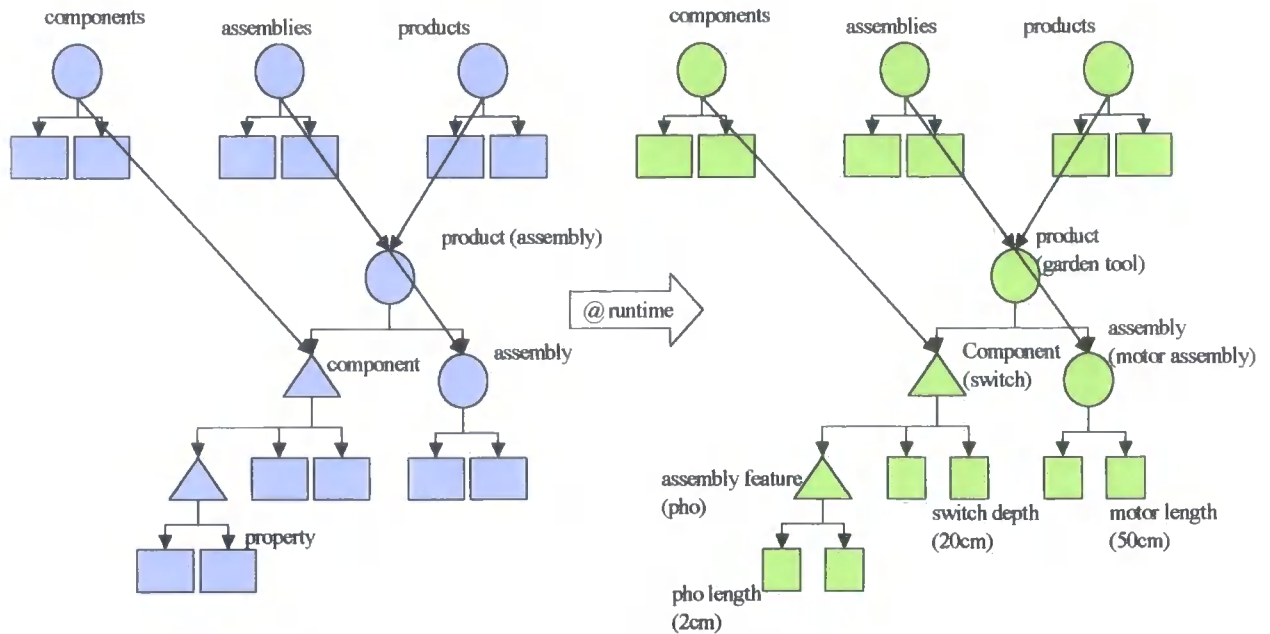 components
assemblies
products
product (assembly)
component
assembly
property
@ runtime
components
assemblies
products
product
(garden tool)
assembly
(motor assembly)
Component
(switch)
assembly feature
(pho)
switch depth
(20cm)
motor length
(50cm)
pho length
(2cm)